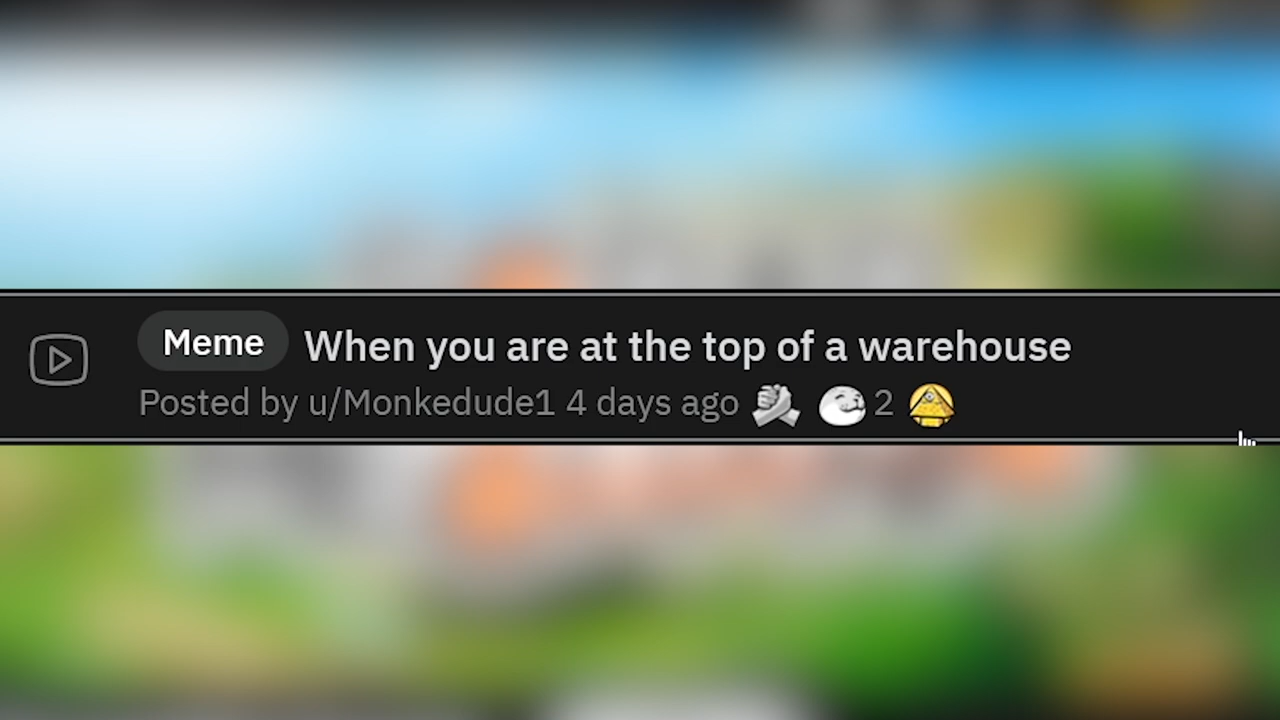 Meme When you are at the top of a warehouse
Posted by u/Monkedude1 4 days ago 2